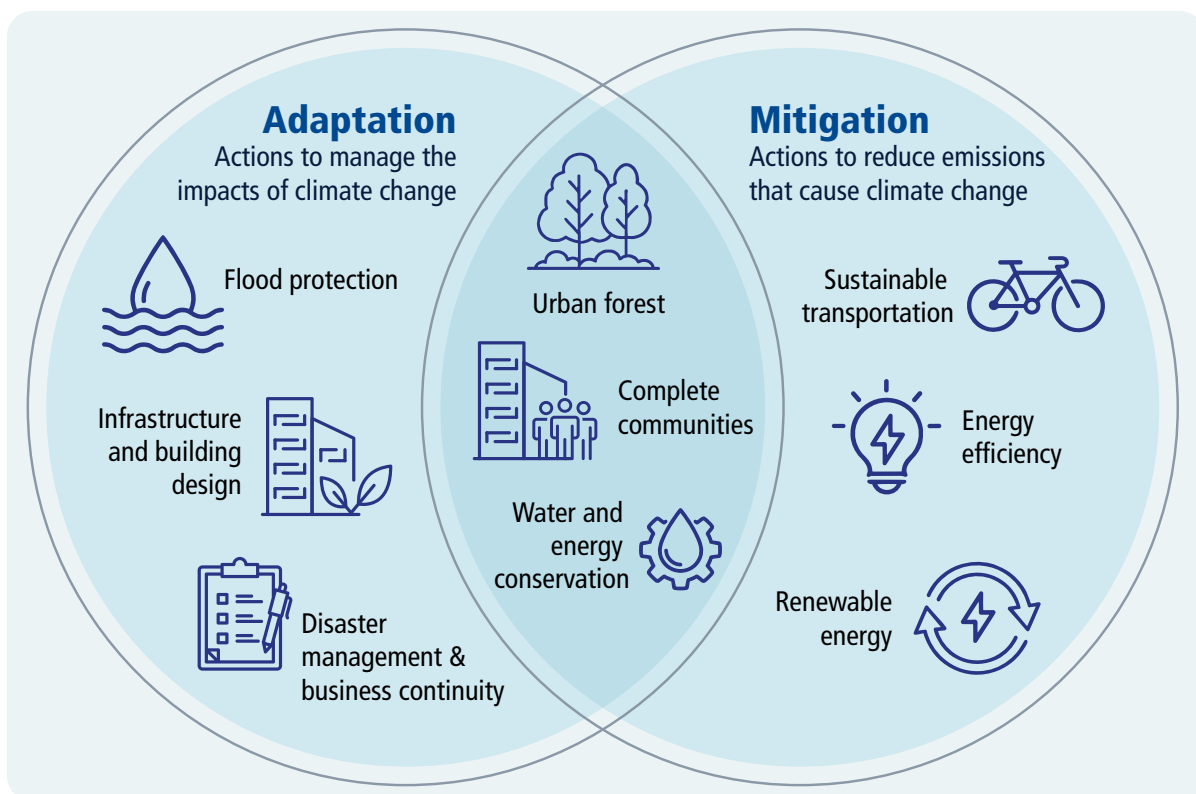 Adaptation
Actions to manage the
impacts of climate change
Flood protection
Infrastructure
and building
design
Disaster
management &
business continuity
Urban forest
Complete
communities
Water and
energy
conservation
Mitigation
Actions to reduce emissions
that cause climate change
Sustainable
transportation
Energy
efficiency
Renewable
energy